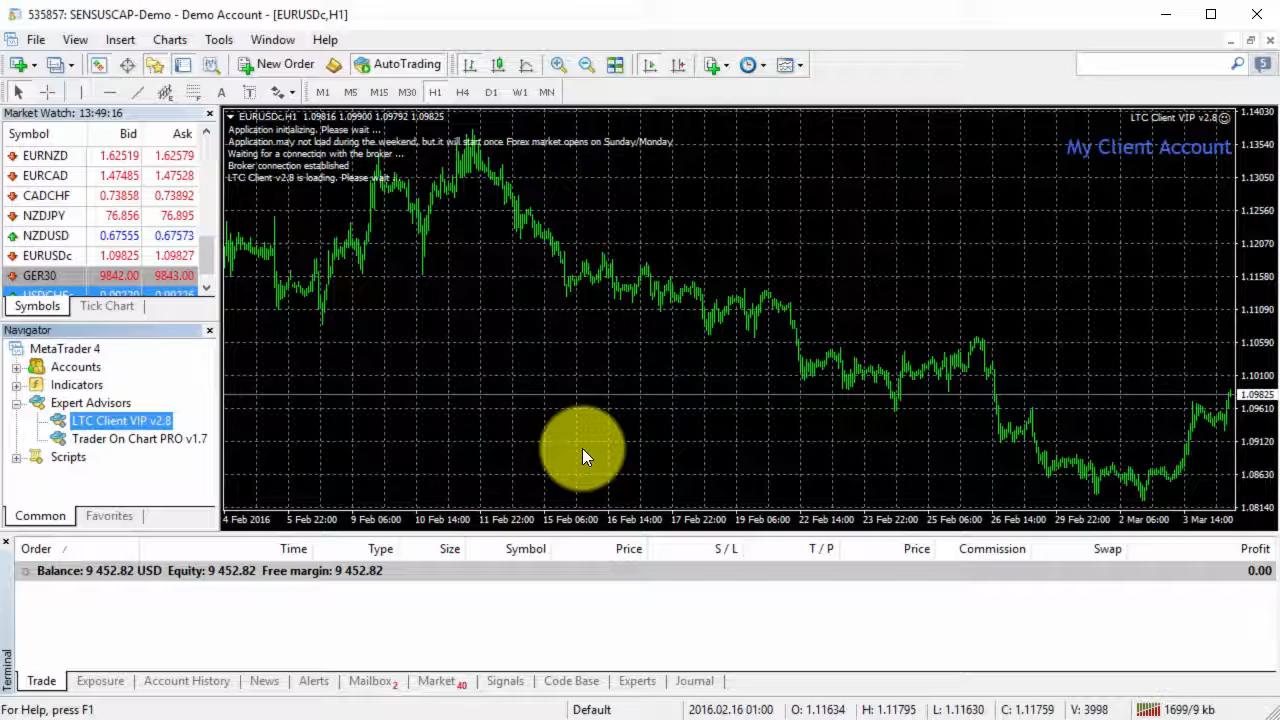 535857: SENSUSCAP-Demo - Demo Account - [EURUSDc,H1]
File View Insert Charts Tools Window Help
New Order AutoTrading 5
A T M1 M5 M15 M30 H1 H4 D1 W1 MN
Market Watch: 13:49:16
Symbol Bid Ask
EURNZD 1.62519 1.62579
EURCAD 1.47485 1.47528
CADCHF 0.73858 0.73892
NZDJPY 76.856 76.895
NZDUSD 0.67555 0.67573
EURUSDc 1.09825 1.09827
GER30 9842.00 9843.00
Symbols Tick Chart
Navigator
MetaTrader 4
Accounts
Indicators
Expert Advisors
LTC Client VIP v2.8
Trader On Chart PRO v1.7
Scripts
Common Favorites
EURUSDc,H1 1.09816 1.09900 1.09792 1.09825
Application initializing. Please wait ...
Application may not load during the weekend, but it will start once Forex market opens on Sunday/Monday
Waiting for a connection with the broker ...
Broker connection established
LTC Client v2.8 is loading. Please wait ..
LTC Client VIP v2.8
My Client Account
1.14030
1.13540
1.13050
1.12560
1.12070
1.11580
1.11090
1.10590
1.10100
1.09825
1.09610
1.09120
1.08630
1.08140
4 Feb 2016 5 Feb 22:00 9 Feb 06:00 10 Feb 14:00 11 Feb 22:00 15 Feb 06:00 16 Feb 14:00 17 Feb 22:00 19 Feb 06:00 22 Feb 14:00 23 Feb 22:00 25 Feb 06:00 26 Feb 14:00 29 Feb 22:00 2 Mar 06:00 3 Mar 14:00
Order / Time Type Size Symbol Price S / L T / P Price Commission Swap Profit
Balance: 9 452.82 USD Equity: 9 452.82 Free margin: 9 452.82 0.00
Terminal
Trade Exposure Account History News Alerts Mailbox 2 Market 40 Signals Code Base Experts Journal
For Help, press F1 Default 2016.02.16 01:00 O: 1.11634 H: 1.11795 L: 1.11630 C: 1.11759 V: 3998 1699/9 kb